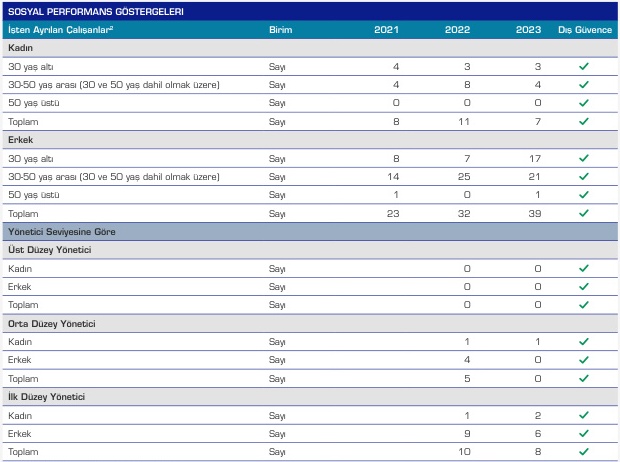 SOSYAL PERFORMANS GÖSTERGELERİ
İşten Ayrılan Çalışanlar² Birim 2021 2022 2023 Dış Güvence
Kadın
30 yaş altı Sayı 4 3 3 ✓
30-50 yaş arası (30 ve 50 yaş dahil olmak üzere) Sayı 4 8 4 ✓
50 yaş üstü Sayı 0 0 0 ✓
Toplam Sayı 8 11 7 ✓
Erkek
30 yaş altı Sayı 8 7 17 ✓
30-50 yaş arası (30 ve 50 yaş dahil olmak üzere) Sayı 14 25 21 ✓
50 yaş üstü Sayı 1 0 1 ✓
Toplam Sayı 23 32 39 ✓
Yönetici Seviyesine Göre
Üst Düzey Yönetici
Kadın Sayı 0 0 ✓
Erkek Sayı 0 0 ✓
Toplam Sayı 0 0 ✓
Orta Düzey Yönetici
Kadın Sayı 1 1 ✓
Erkek Sayı 4 0 ✓
Toplam Sayı 5 0 ✓
İlk Düzey Yönetici
Kadın Sayı 1 2 ✓
Erkek Sayı 9 6 ✓
Toplam Sayı 10 8 ✓